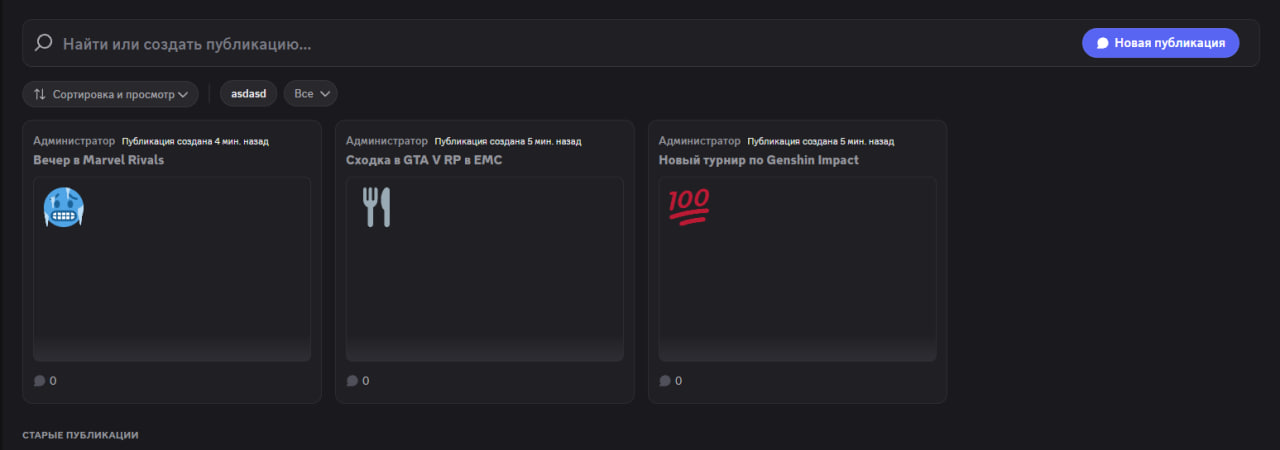 Найти или создать публикацию...
Новая публикация
Сортировка и просмотр
asdasd
Все
Администратор Публикация создана 4 мин. назад
Вечер в Marvel Rivals
0
Администратор Публикация создана 5 мин. назад
Сходка в GTA V RP в EMC
0
Администратор Публикация создана 5 мин. назад
Новый турнир по Genshin Impact
100
0
СТАРЫЕ ПУБЛИКАЦИИ